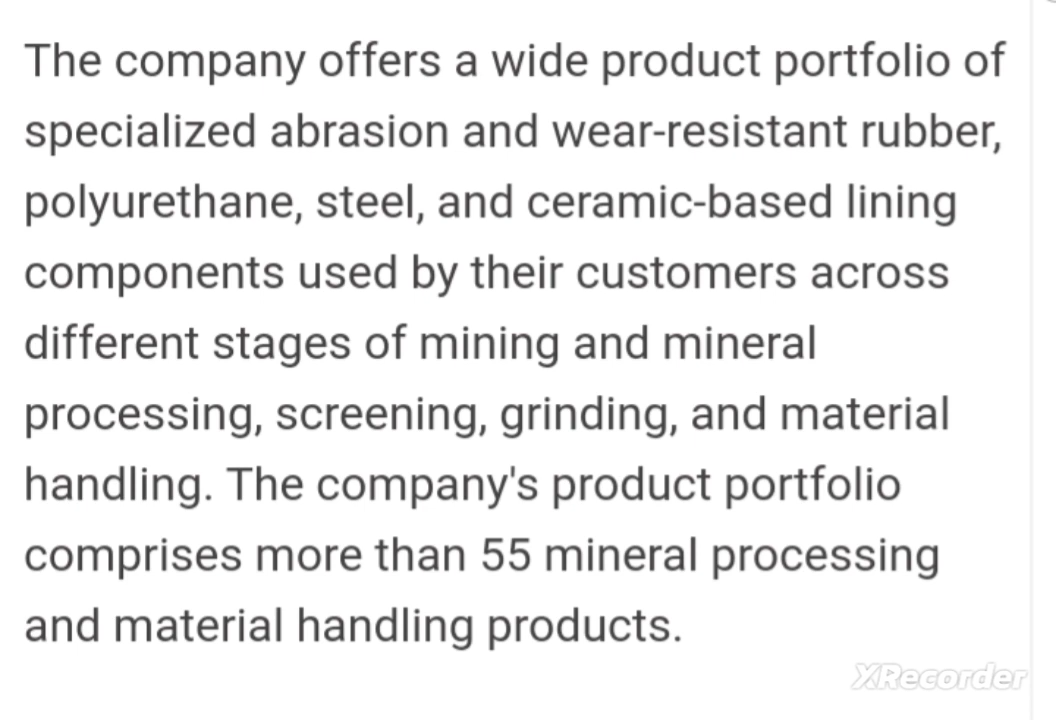 The company offers a wide product portfolio of
specialized abrasion and wear-resistant rubber,
polyurethane, steel, and ceramic-based lining
components used by their customers across
different stages of mining and mineral
processing, screening, grinding, and material
handling. The company's product portfolio
comprises more than 55 mineral processing
and material handling products.
XRecorder